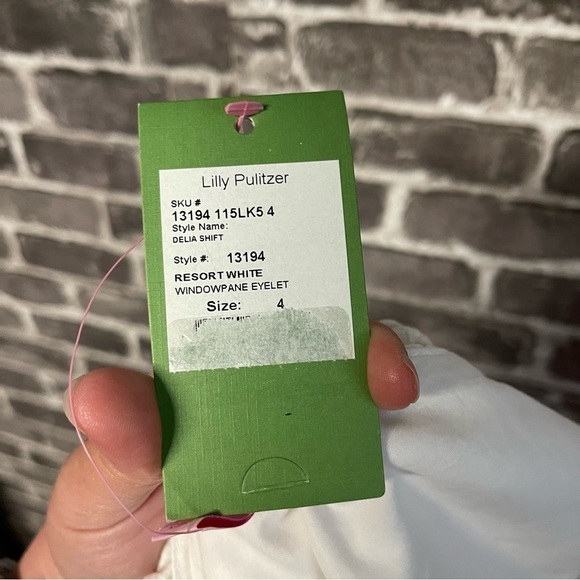 Lilly Pulitzer
SKU #
13194 115LK5 4
Style Name:
DELIA SHIFT
Style #: 13194
RESORT WHITE
WINDOWPANE EYELET
Size: 4